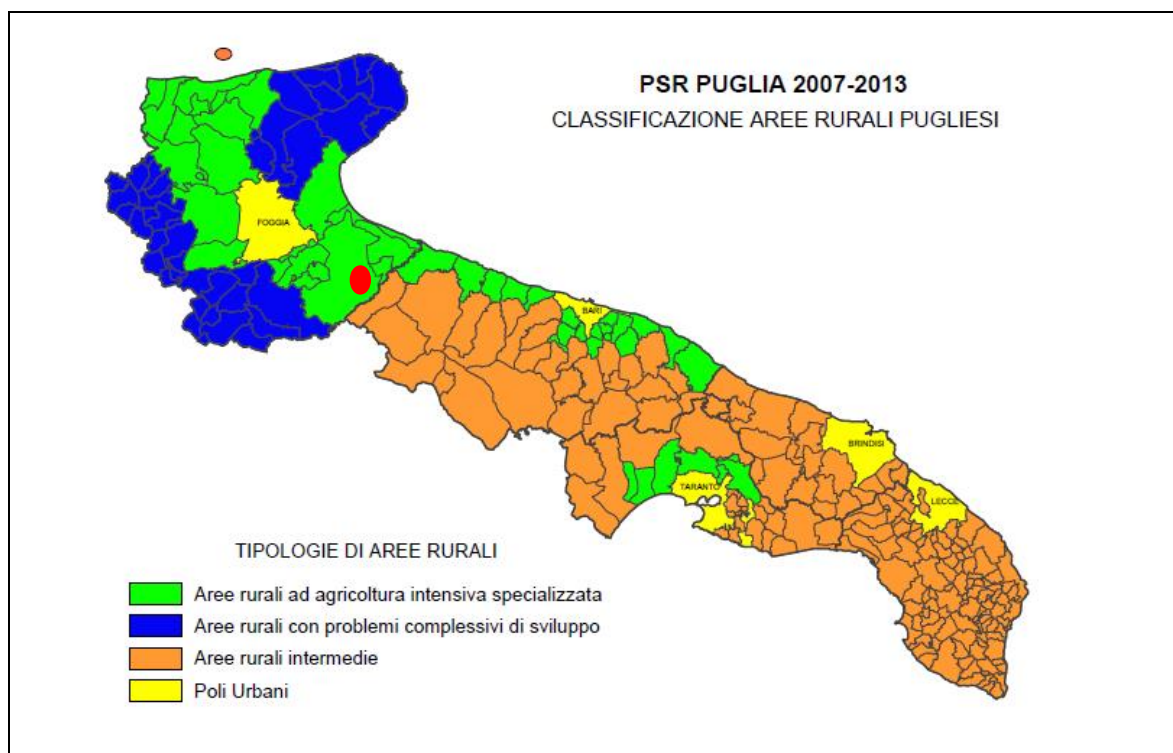 PSR PUGLIA 2007-2013
CLASSIFICAZIONE AREE RURALI PUGLIESI
FOGGIA
BARI
BRINDISI
TARANTO
LECCE
TIPOLOGIE DI AREE RURALI
Aree rurali ad agricoltura intensiva specializzata
Aree rurali con problemi complessivi di sviluppo
Aree rurali intermedie
Poli Urbani